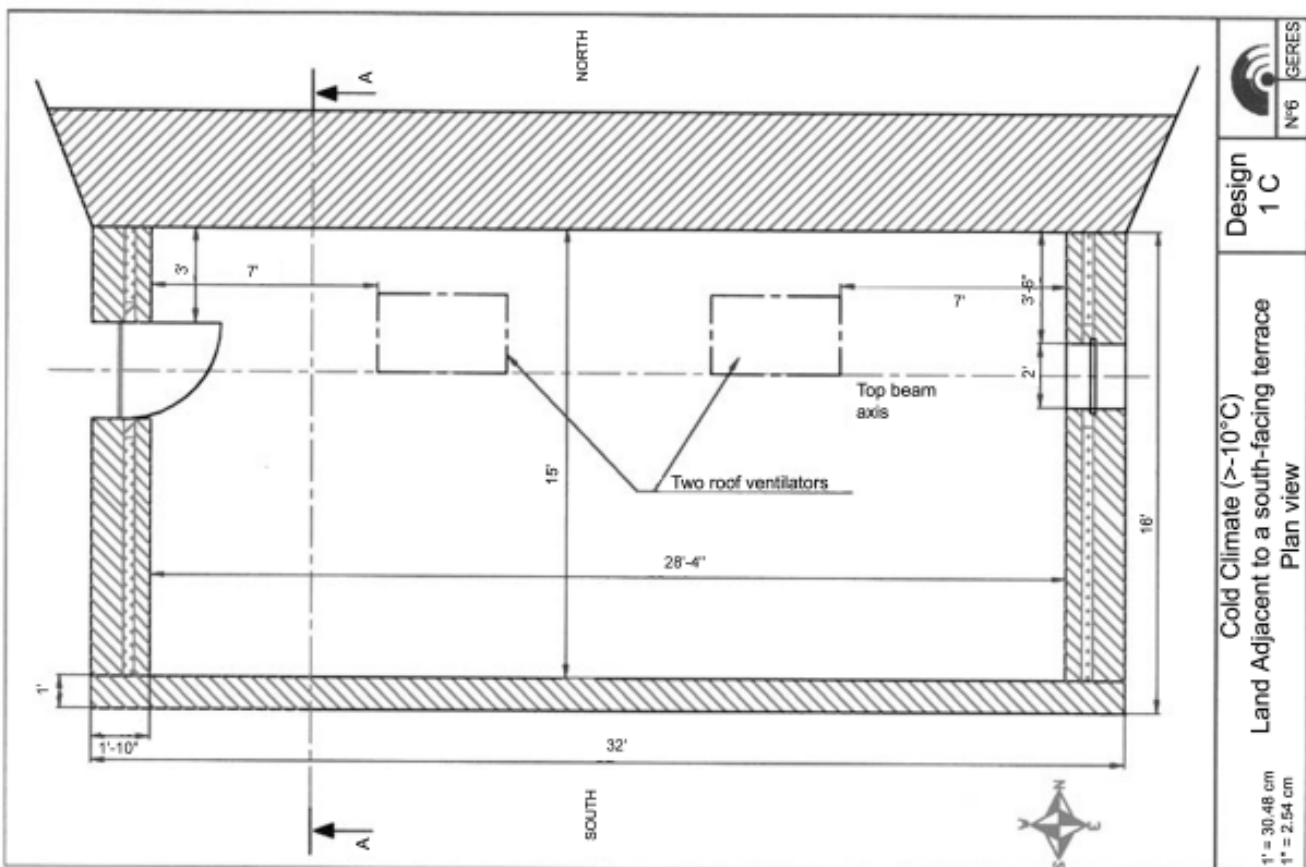 NORTH
A
3'
7'
7'
3'-6"
2'
Top beam
axis
15'
Two roof ventilators
28'-4"
16'
1'
1'-10"
32'
SOUTH
A
N
S
GERES
N°6
Design
1 C
Cold Climate (>-10°C)
Land Adjacent to a south-facing terrace
Plan view
1' = 30.48 cm
1" = 2.54 cm